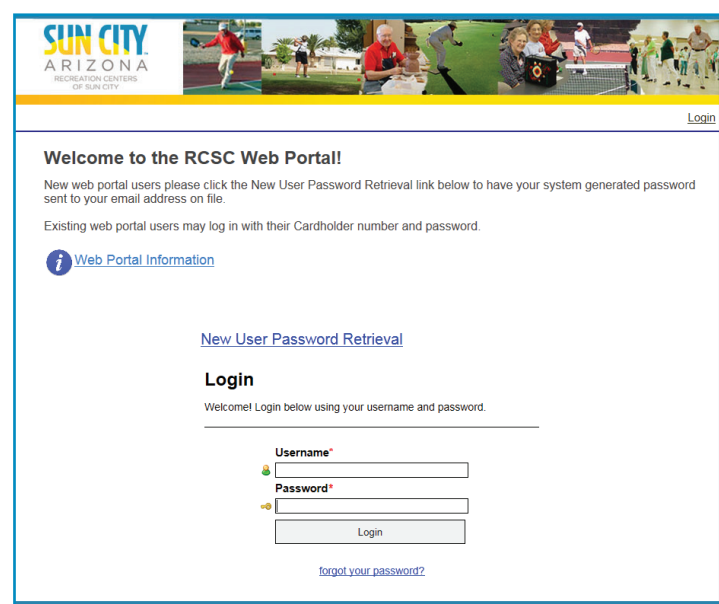 SUN CITY
ARIZONA
RECREATION CENTERS
OF SUN CITY
Login
Welcome to the RCSC Web Portal!
New web portal users please click the New User Password Retrieval link below to have your system generated password
sent to your email address on file.
Existing web portal users may log in with their Cardholder number and password.
i Web Portal Information
New User Password Retrieval
Login
Welcome! Login below using your username and password.
Username*
Password*
Login
forgot your password?